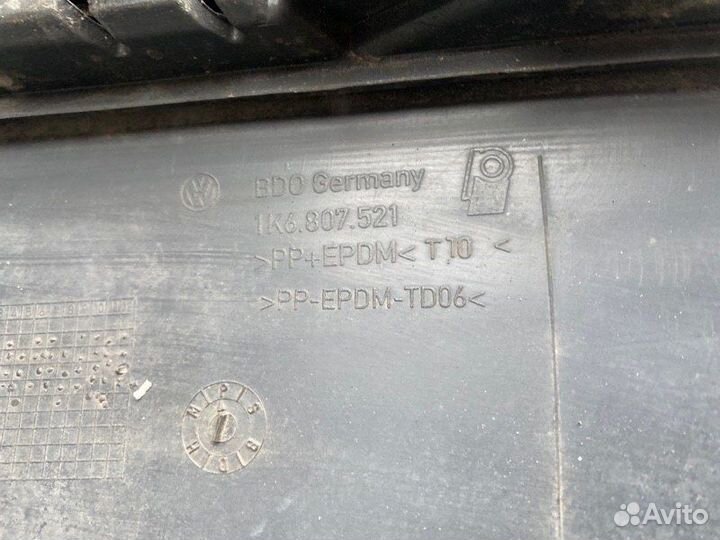 BDO Germany
1K6.807.521
>PP+EPDM< T10 <
>PP-EPDM-TD06<
Avito